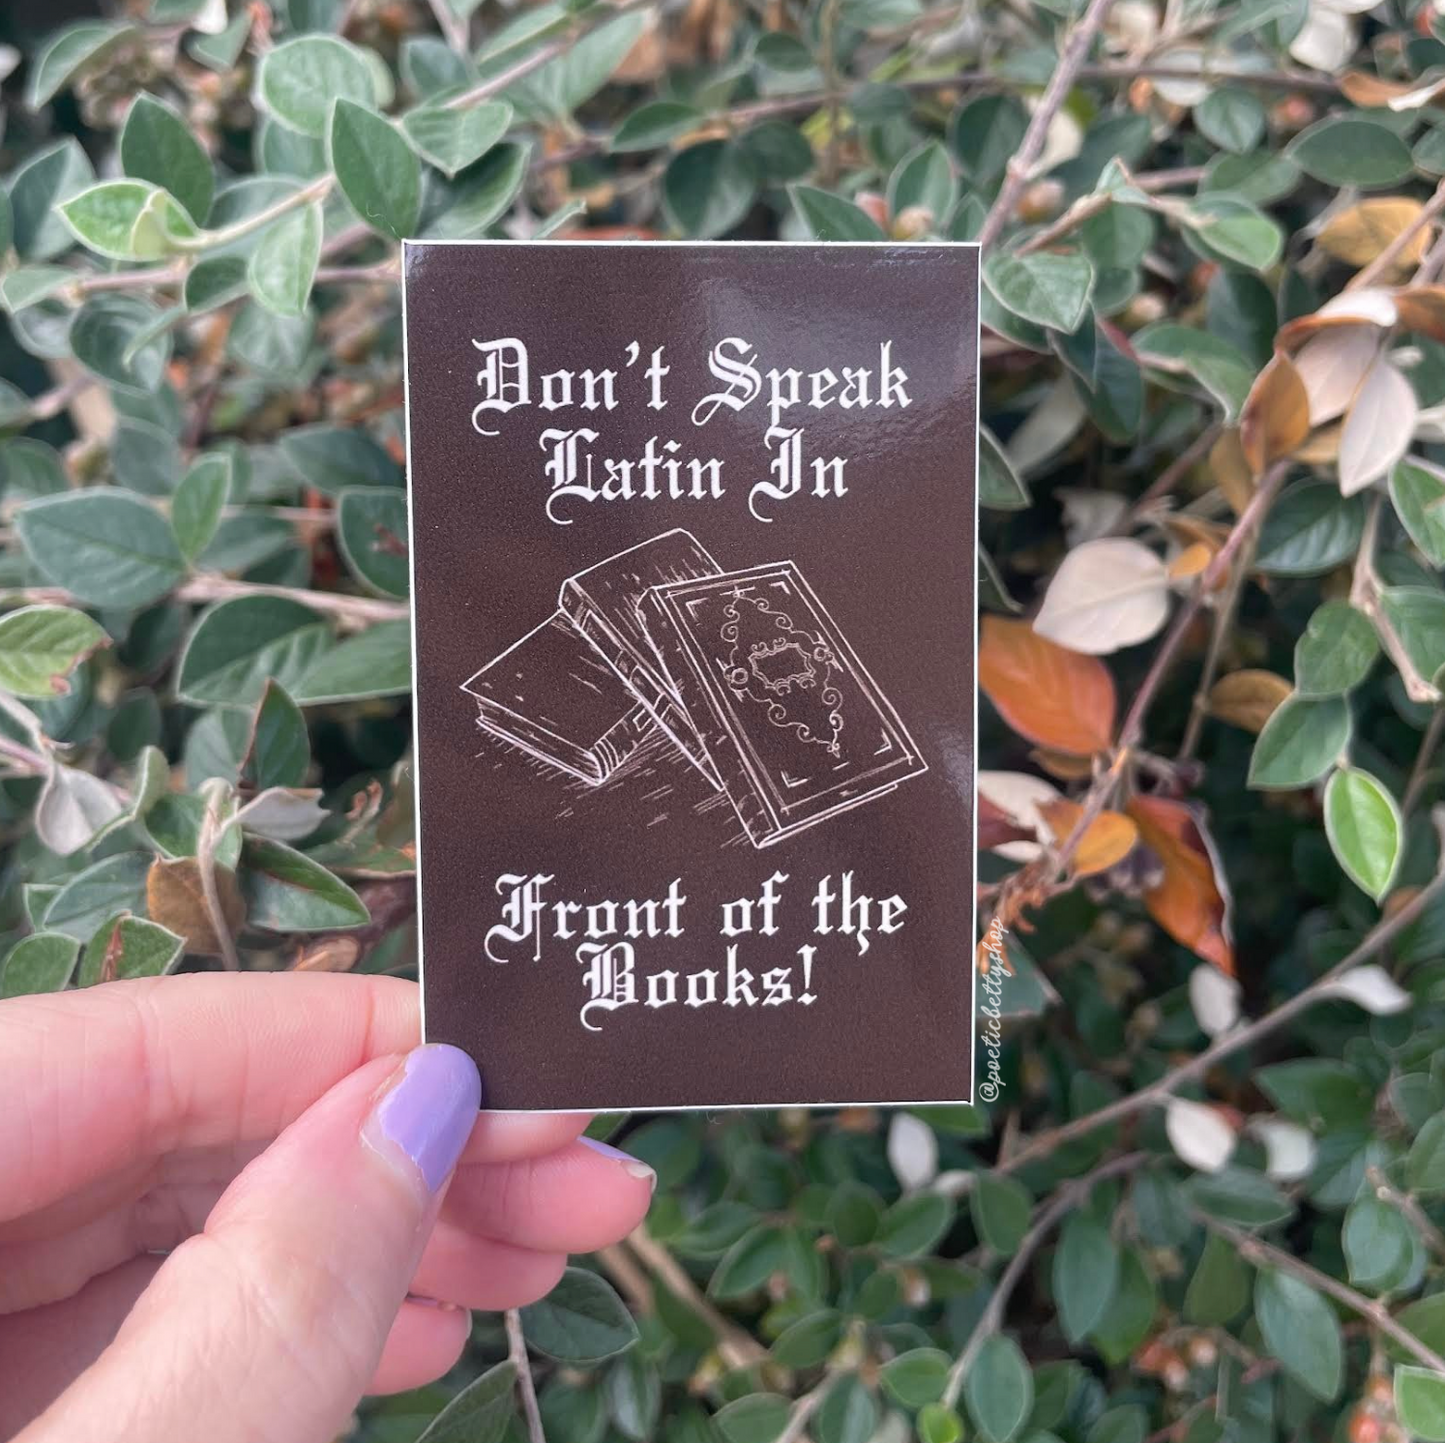 Don't Speak
Latin In
Front of the
Books!
@poeticbettyshop